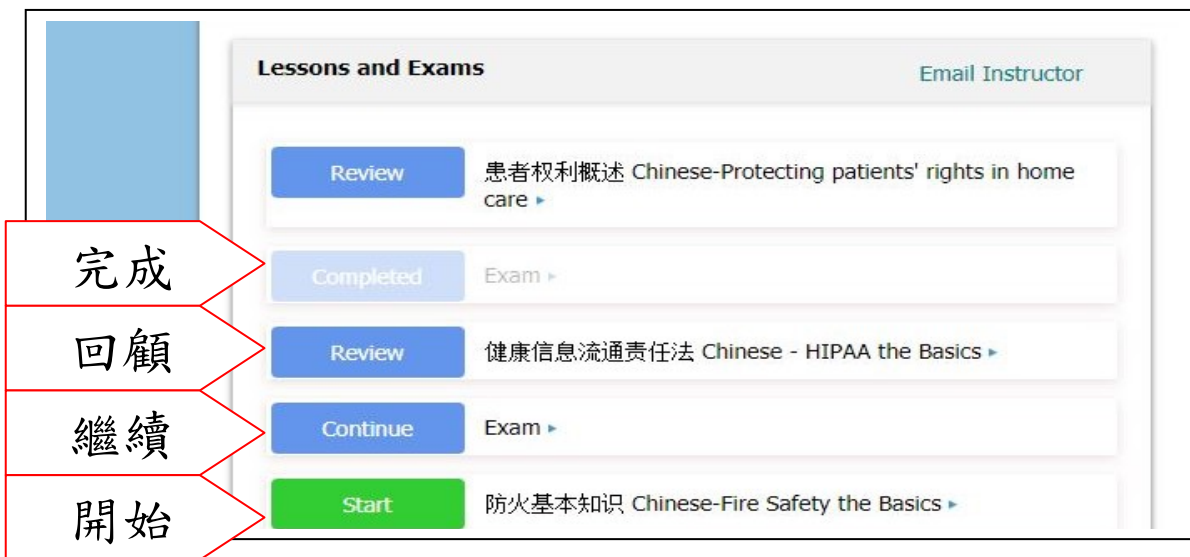 Lessons and Exams
Email Instructor
Review
患者权利概述 Chinese-Protecting patients' rights in home
care ▸
完成
Completed
Exam ▸
回顧
Review
健康信息流通责任法 Chinese - HIPAA the Basics ▸
繼續
Continue
Exam ▸
開始
Start
防火基本知识 Chinese-Fire Safety the Basics ▸